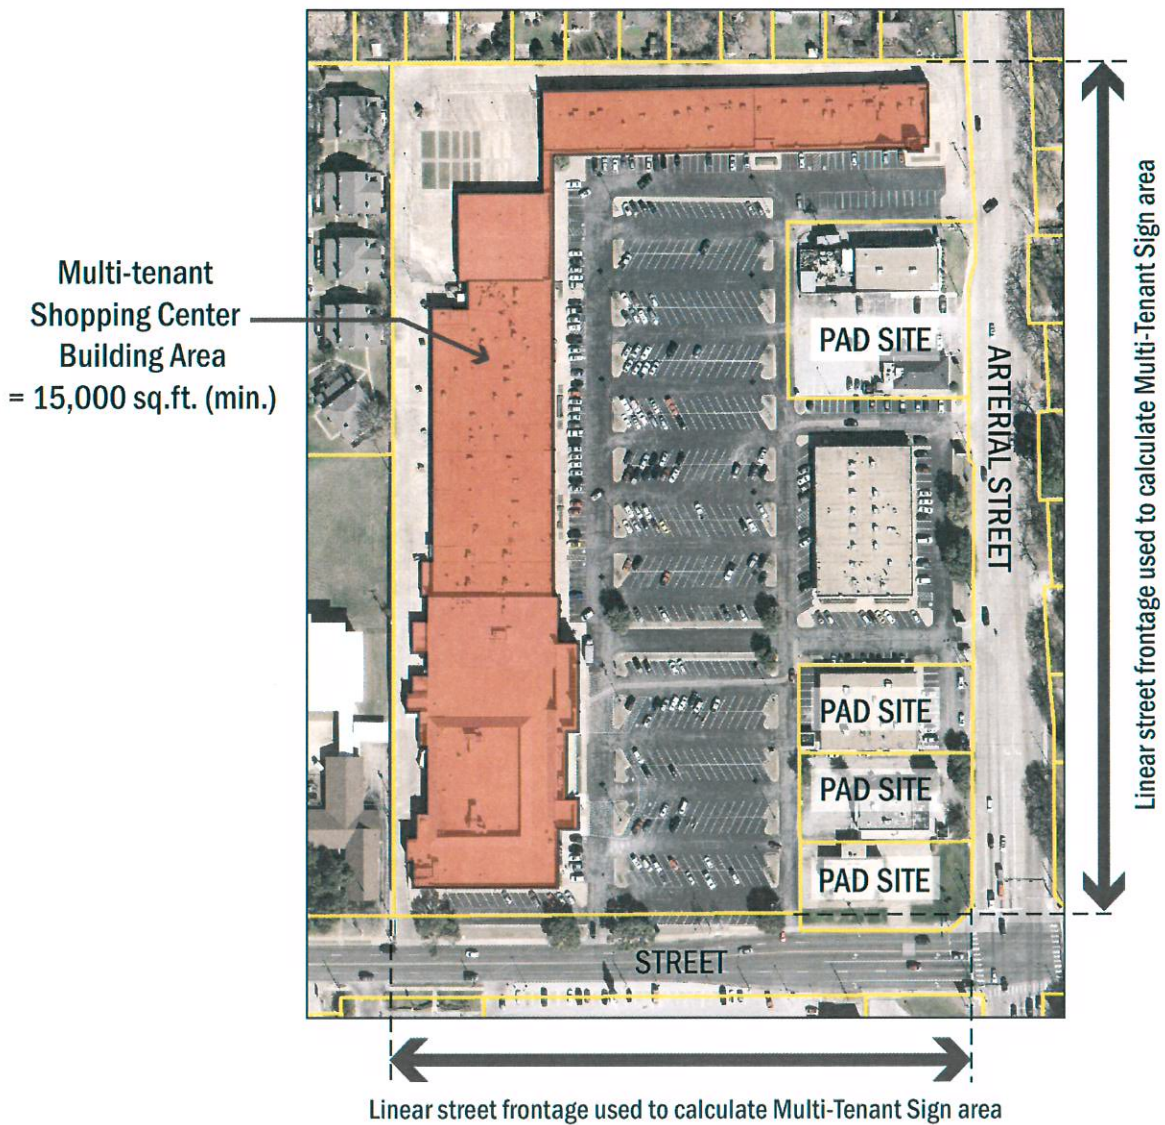 Multi-tenant
Shopping Center
Building Area
= 15,000 sq.ft. (min.)
PAD SITE
ARTERIAL STREET
PAD SITE
PAD SITE
PAD SITE
STREET
Linear street frontage used to calculate Multi-Tenant Sign area
Linear street frontage used to calculate Multi-Tenant Sign area